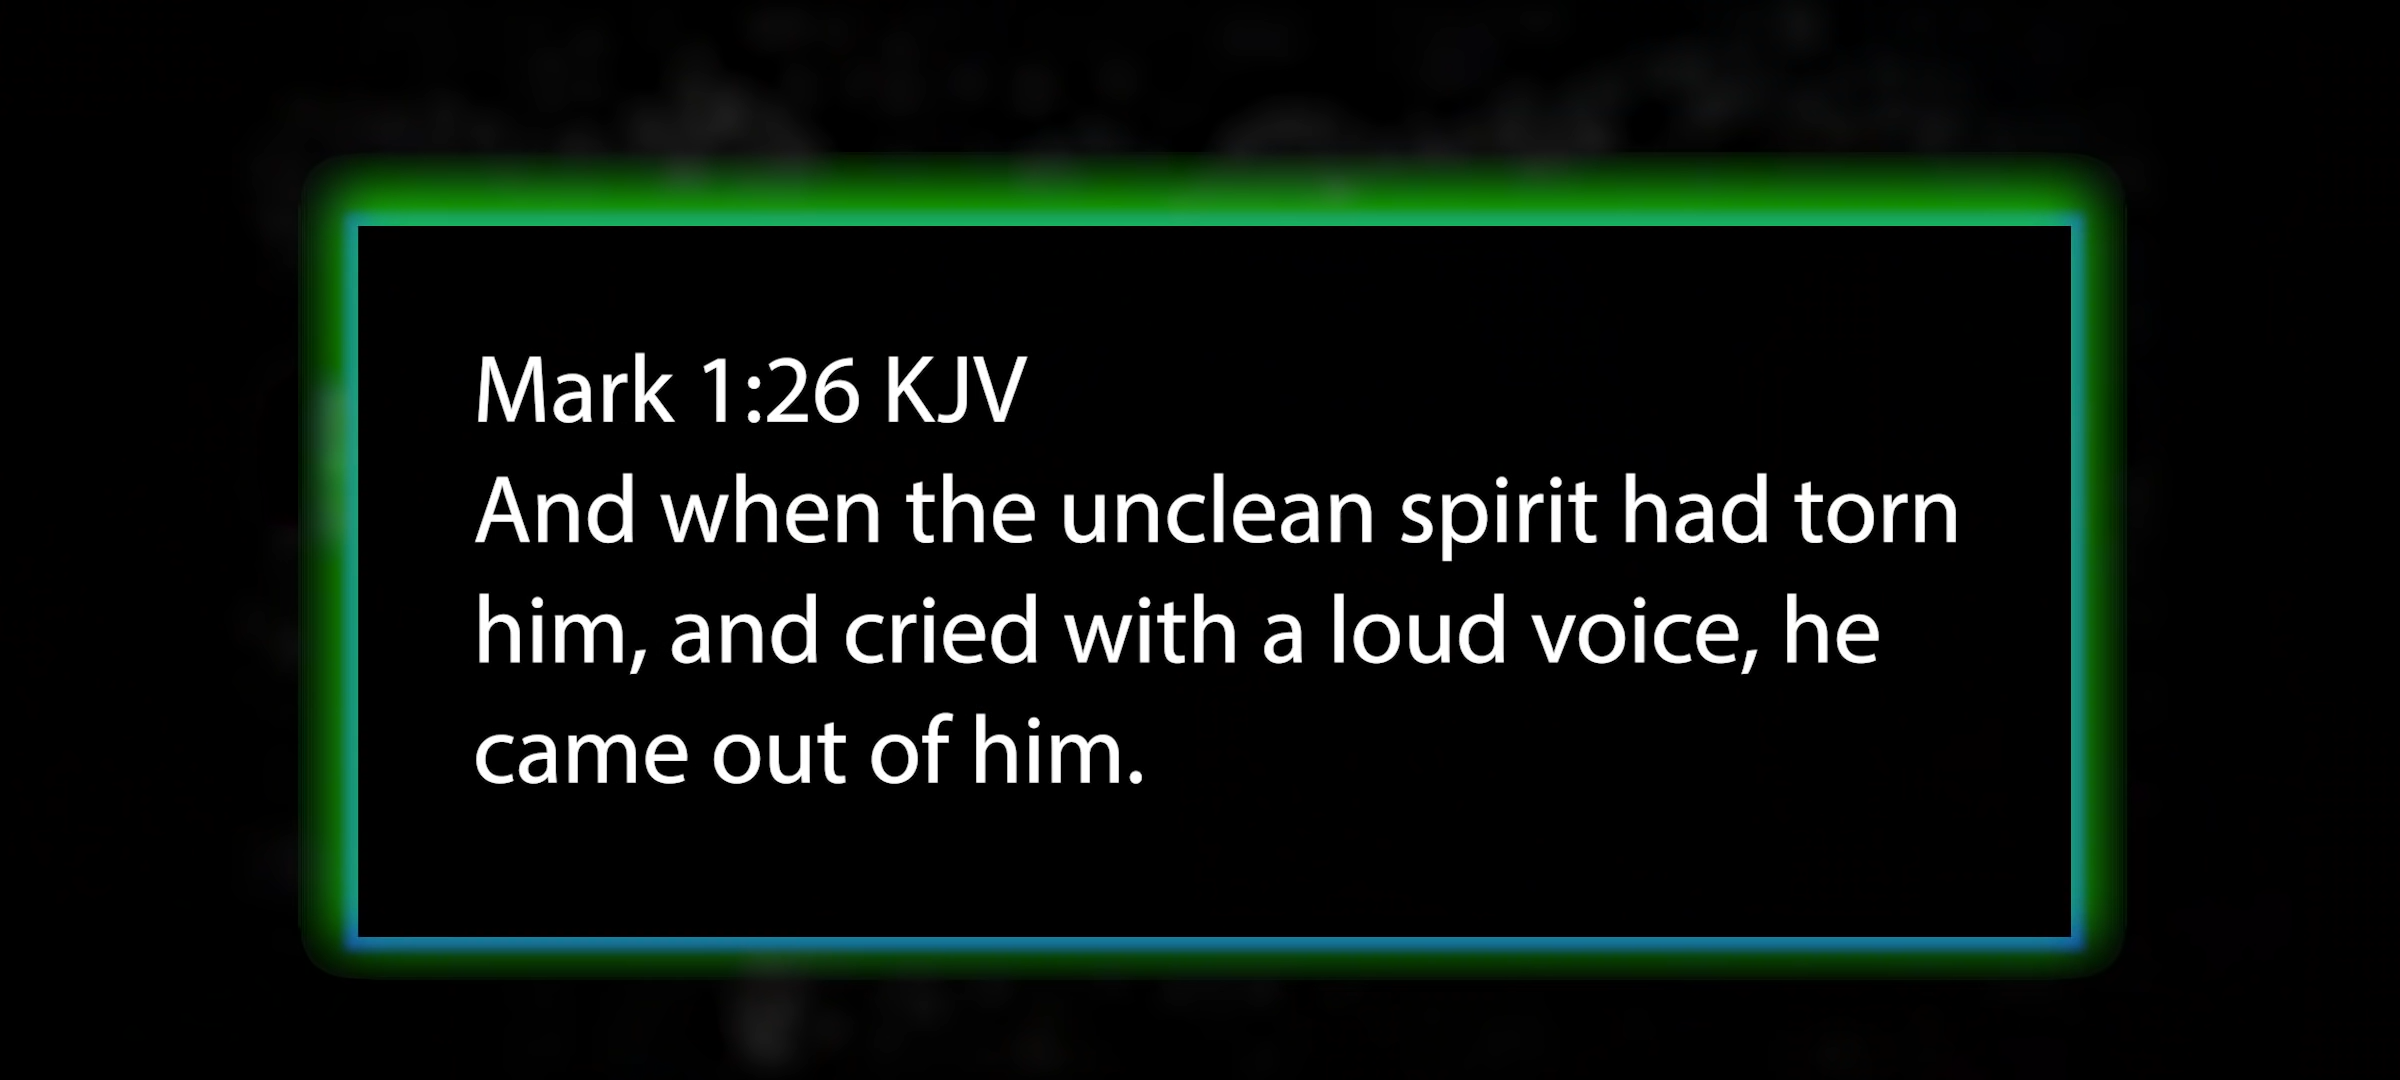 Mark 1:26 KJV
And when the unclean spirit had torn
him, and cried with a loud voice, he
came out of him.